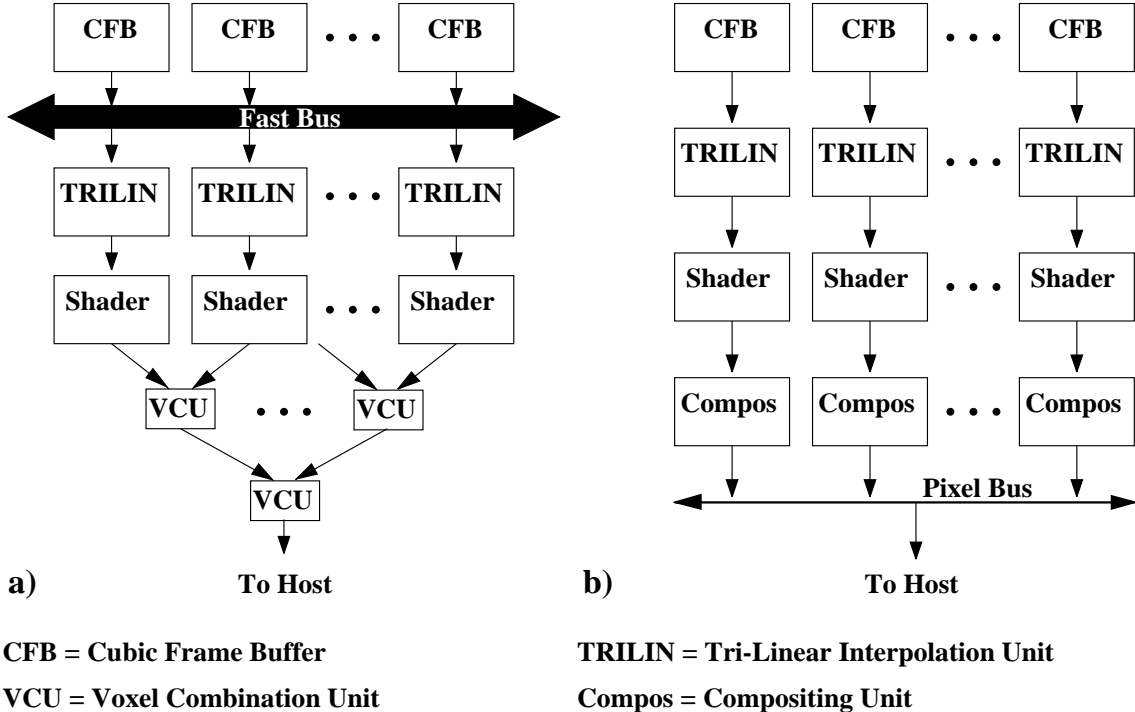 CFB CFB • • • CFB
Fast Bus
TRILIN TRILIN • • • TRILIN
Shader Shader • • • Shader
VCU • • • VCU
VCU
To Host
a)
CFB CFB • • • CFB
TRILIN TRILIN • • • TRILIN
Shader Shader • • • Shader
Compos Compos • • • Compos
Pixel Bus
To Host
b)
CFB = Cubic Frame Buffer
TRILIN = Tri-Linear Interpolation Unit
VCU = Voxel Combination Unit
Compos = Compositing Unit